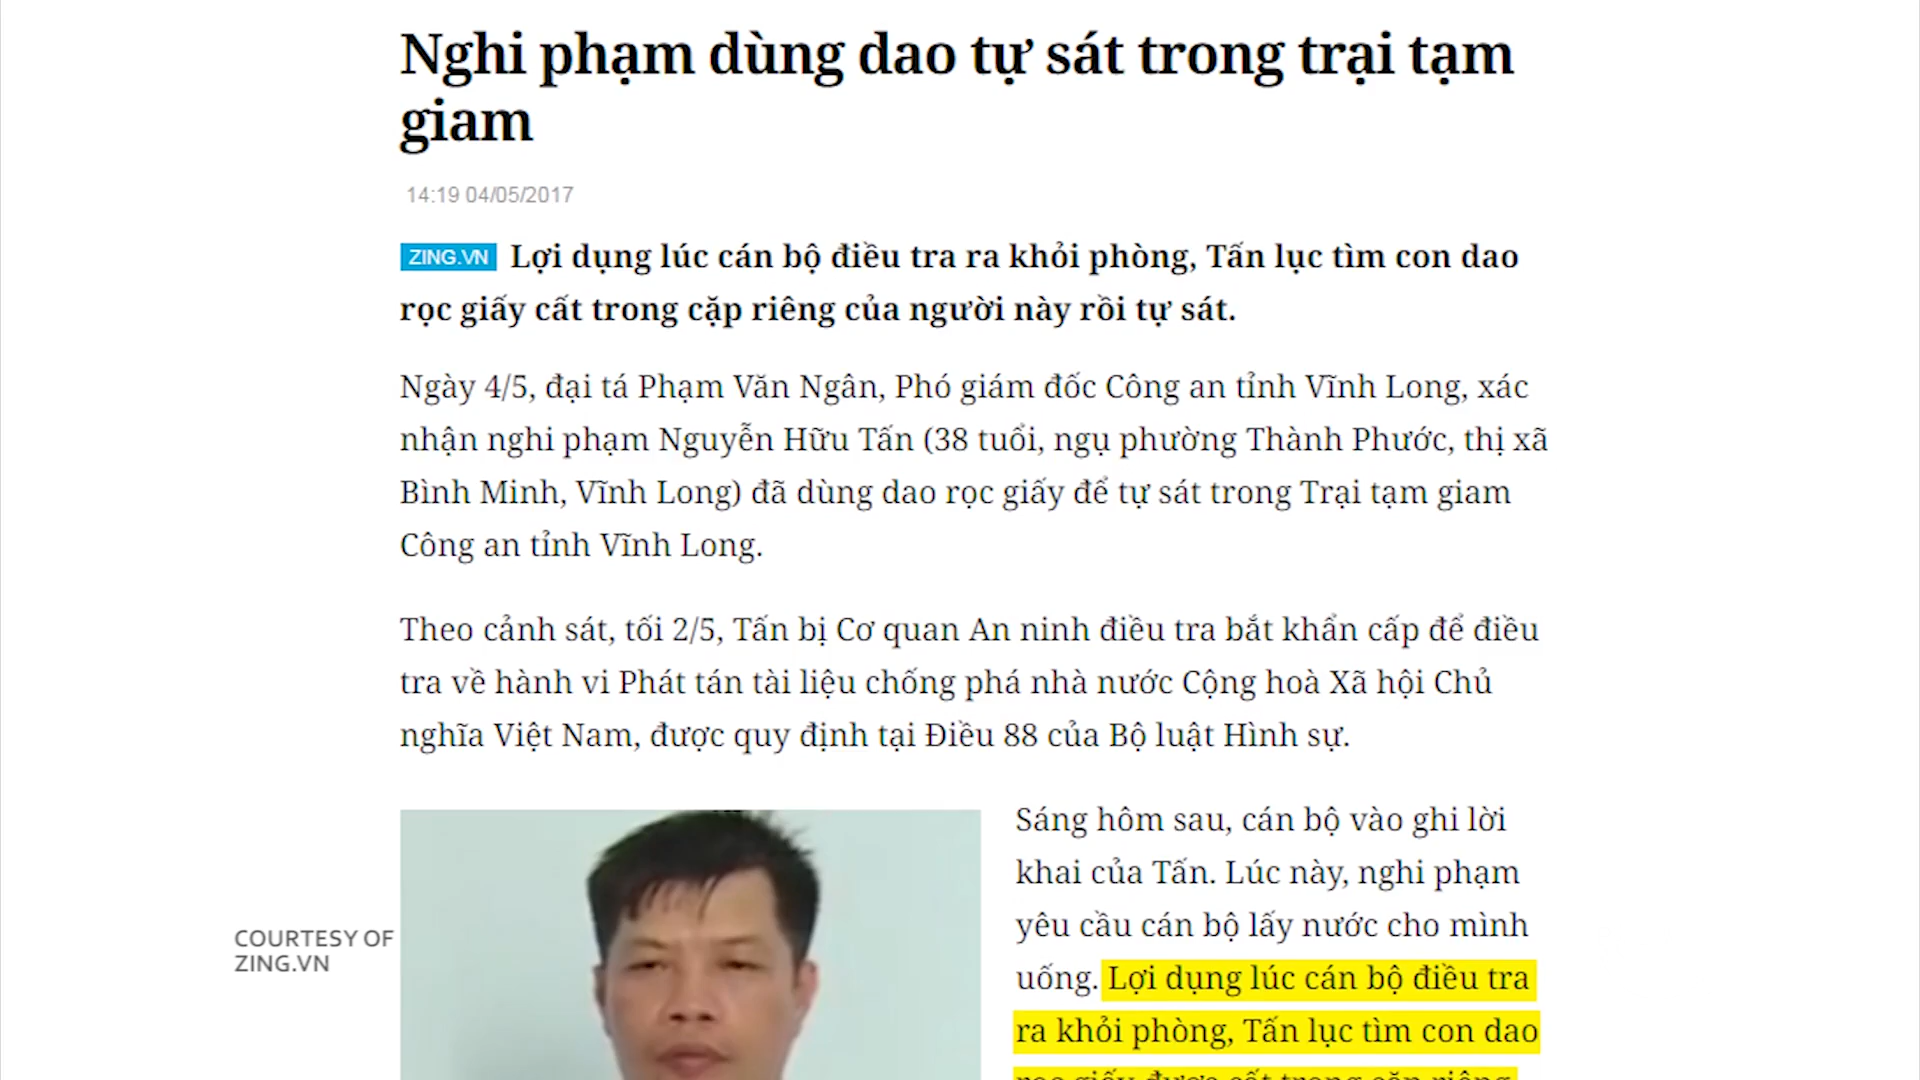 Nghi phạm dùng dao tự sát trong trại tạm
giam
14:19 04/05/2017
ZING.VN Lợi dụng lúc cán bộ điều tra ra khỏi phòng, Tấn lục tìm con dao
rọc giấy cất trong cặp riêng của người này rồi tự sát.
Ngày 4/5, đại tá Phạm Văn Ngân, Phó giám đốc Công an tỉnh Vĩnh Long, xác
nhận nghi phạm Nguyễn Hữu Tấn (38 tuổi, ngụ phường Thành Phước, thị xã
Bình Minh, Vĩnh Long) đã dùng dao rọc giấy để tự sát trong Trại tạm giam
Công an tỉnh Vĩnh Long.
Theo cảnh sát, tối 2/5, Tấn bị Cơ quan An ninh điều tra bắt khẩn cấp để điều
tra về hành vi Phát tán tài liệu chống phá nhà nước Cộng hoà Xã hội Chủ
nghĩa Việt Nam, được quy định tại Điều 88 của Bộ luật Hình sự.
Sáng hôm sau, cán bộ vào ghi lời
khai của Tấn. Lúc này, nghi phạm
yêu cầu cán bộ lấy nước cho mình
uống. Lợi dụng lúc cán bộ điều tra
ra khỏi phòng, Tấn lục tìm con dao
rọc giấy được cất trong cặp riêng
COURTESY OF
ZING.VN